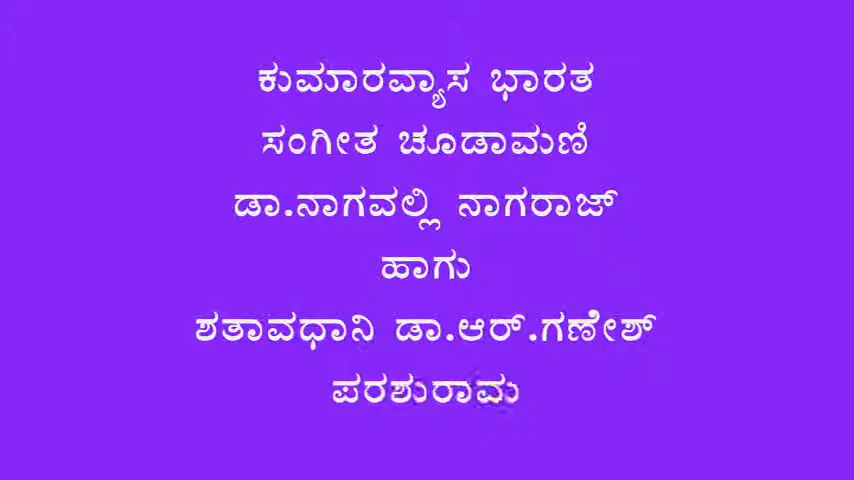 ಕುಮಾರವ್ಯಾಸ ಭಾರತ
ಸಂಗೀತ ಚೂಡಾಮಣಿ
ಡಾ.ನಾಗವಲ್ಲಿ ನಾಗರಾಜ್
ಹಾಗು
ಶತಾವಧಾನಿ ಡಾ.ಆರ್.ಗಣೇಶ್
ಪರಶುರಾಮ